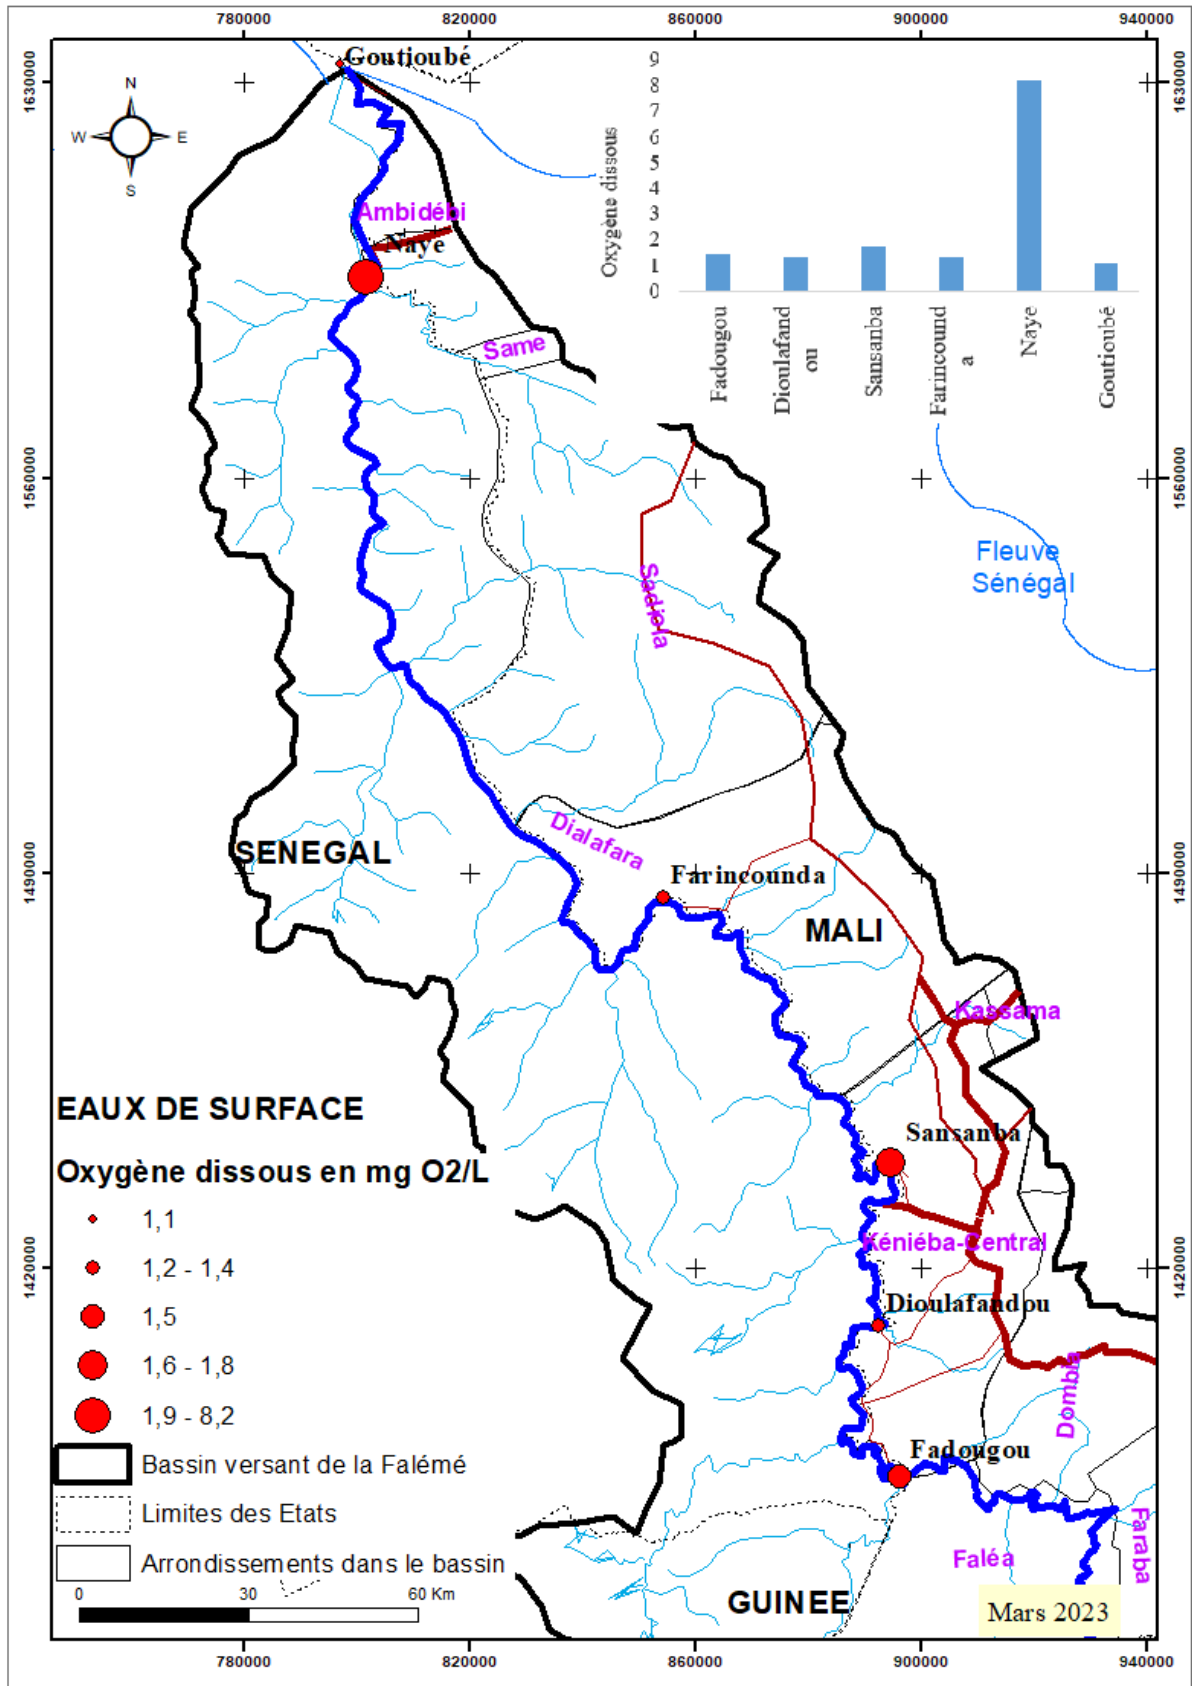 780000 820000 860000 900000 940000
Goutioubé
1630000
1630000
N
W E
S
Oxygène dissous
9
8
7
6
5
4
3
2
1
0
Fadougou
Dioulafand
ou
Sansanba
Farincound
a
Naye
Goutioubé
Ambidébi
Naye
Same
1560000
1560000
Fleuve
Sénégal
Sadiola
Dialafara
SENEGAL
Farincounda
1490000
1490000
MALI
Kassama
EAUX DE SURFACE
Sansanba
Oxygène dissous en mg O2/L
1,1
1,2 - 1,4
1,5
1,6 - 1,8
1,9 - 8,2
Bassin versant de la Falémé
Limites des Etats
Arrondissements dans le bassin
0 30 60 Km
Kéniéba-Central
1420000
1420000
Dioulafandou
Dombia
Fadougou
Faléa
Faraba
GUINEE
Mars 2023
780000 820000 860000 900000 940000